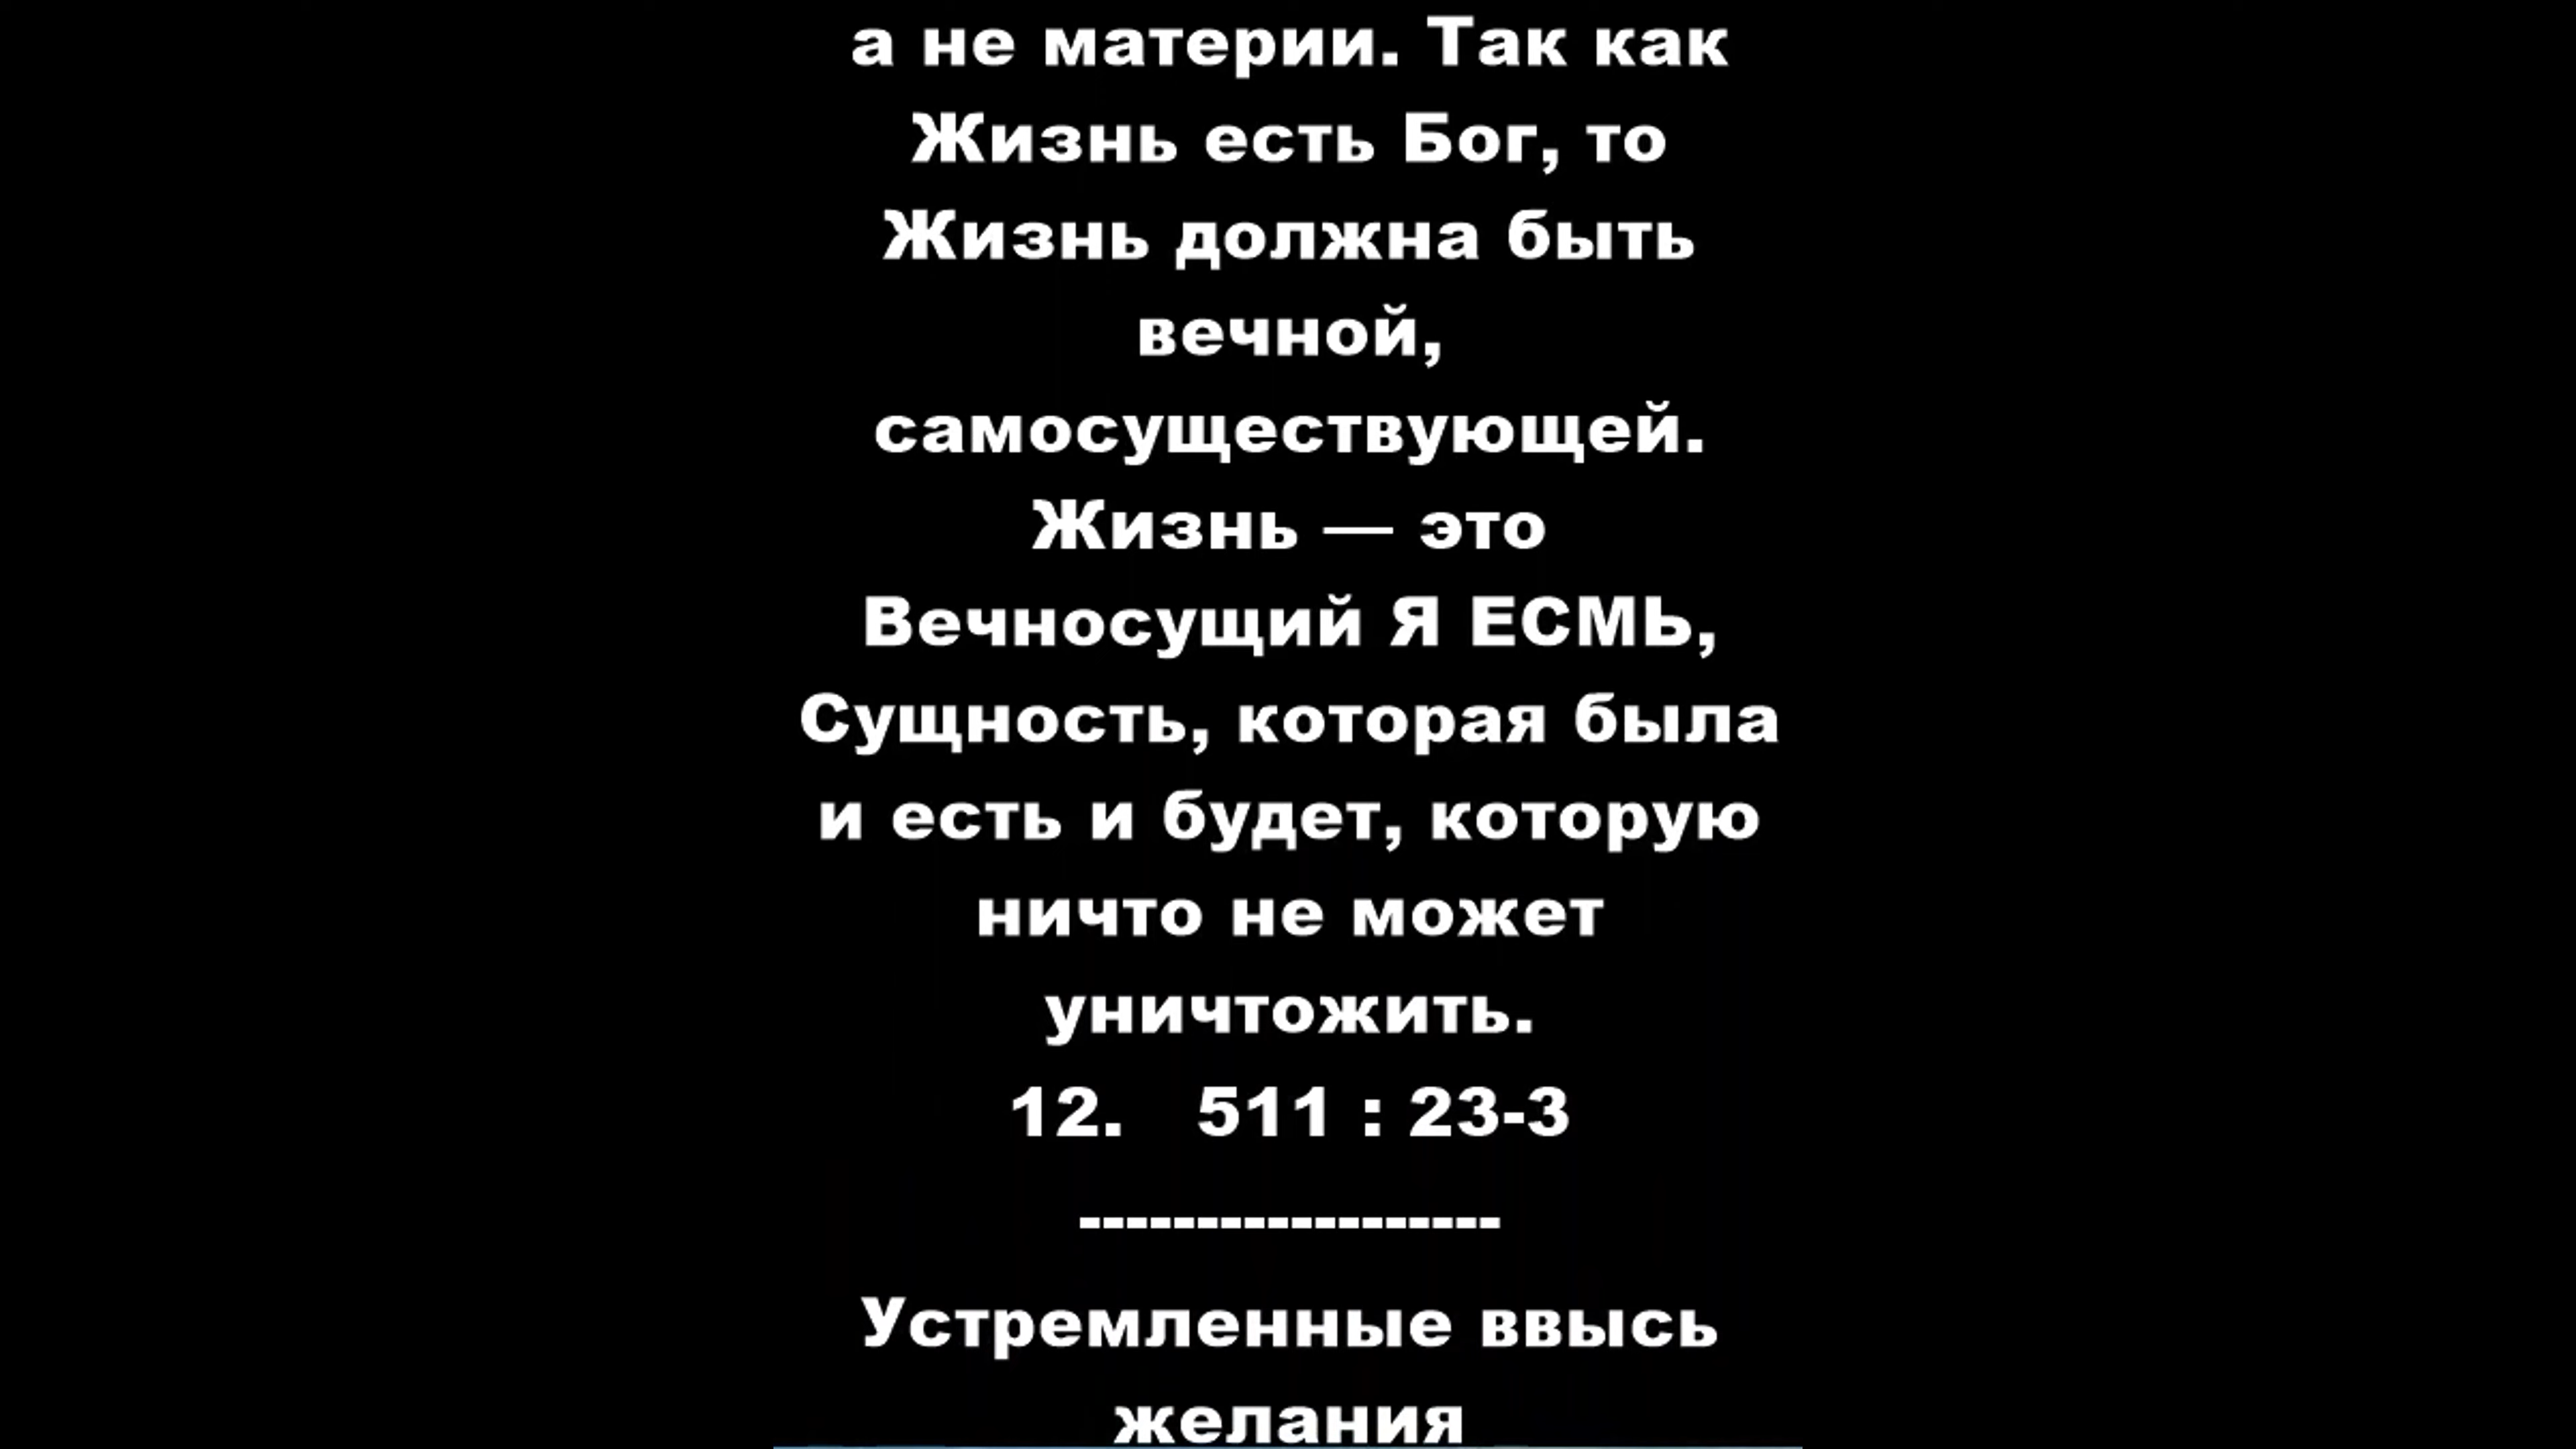 а не материи. Так как
Жизнь есть Бог, то
Жизнь должна быть
вечной,
самосуществующей.
Жизнь — это
Вечносущий Я ЕСМЬ,
Сущность, которая была
и есть и будет, которую
ничто не может
уничтожить.
12.   511 : 23-3
------------------
Устремленные ввысь
желания